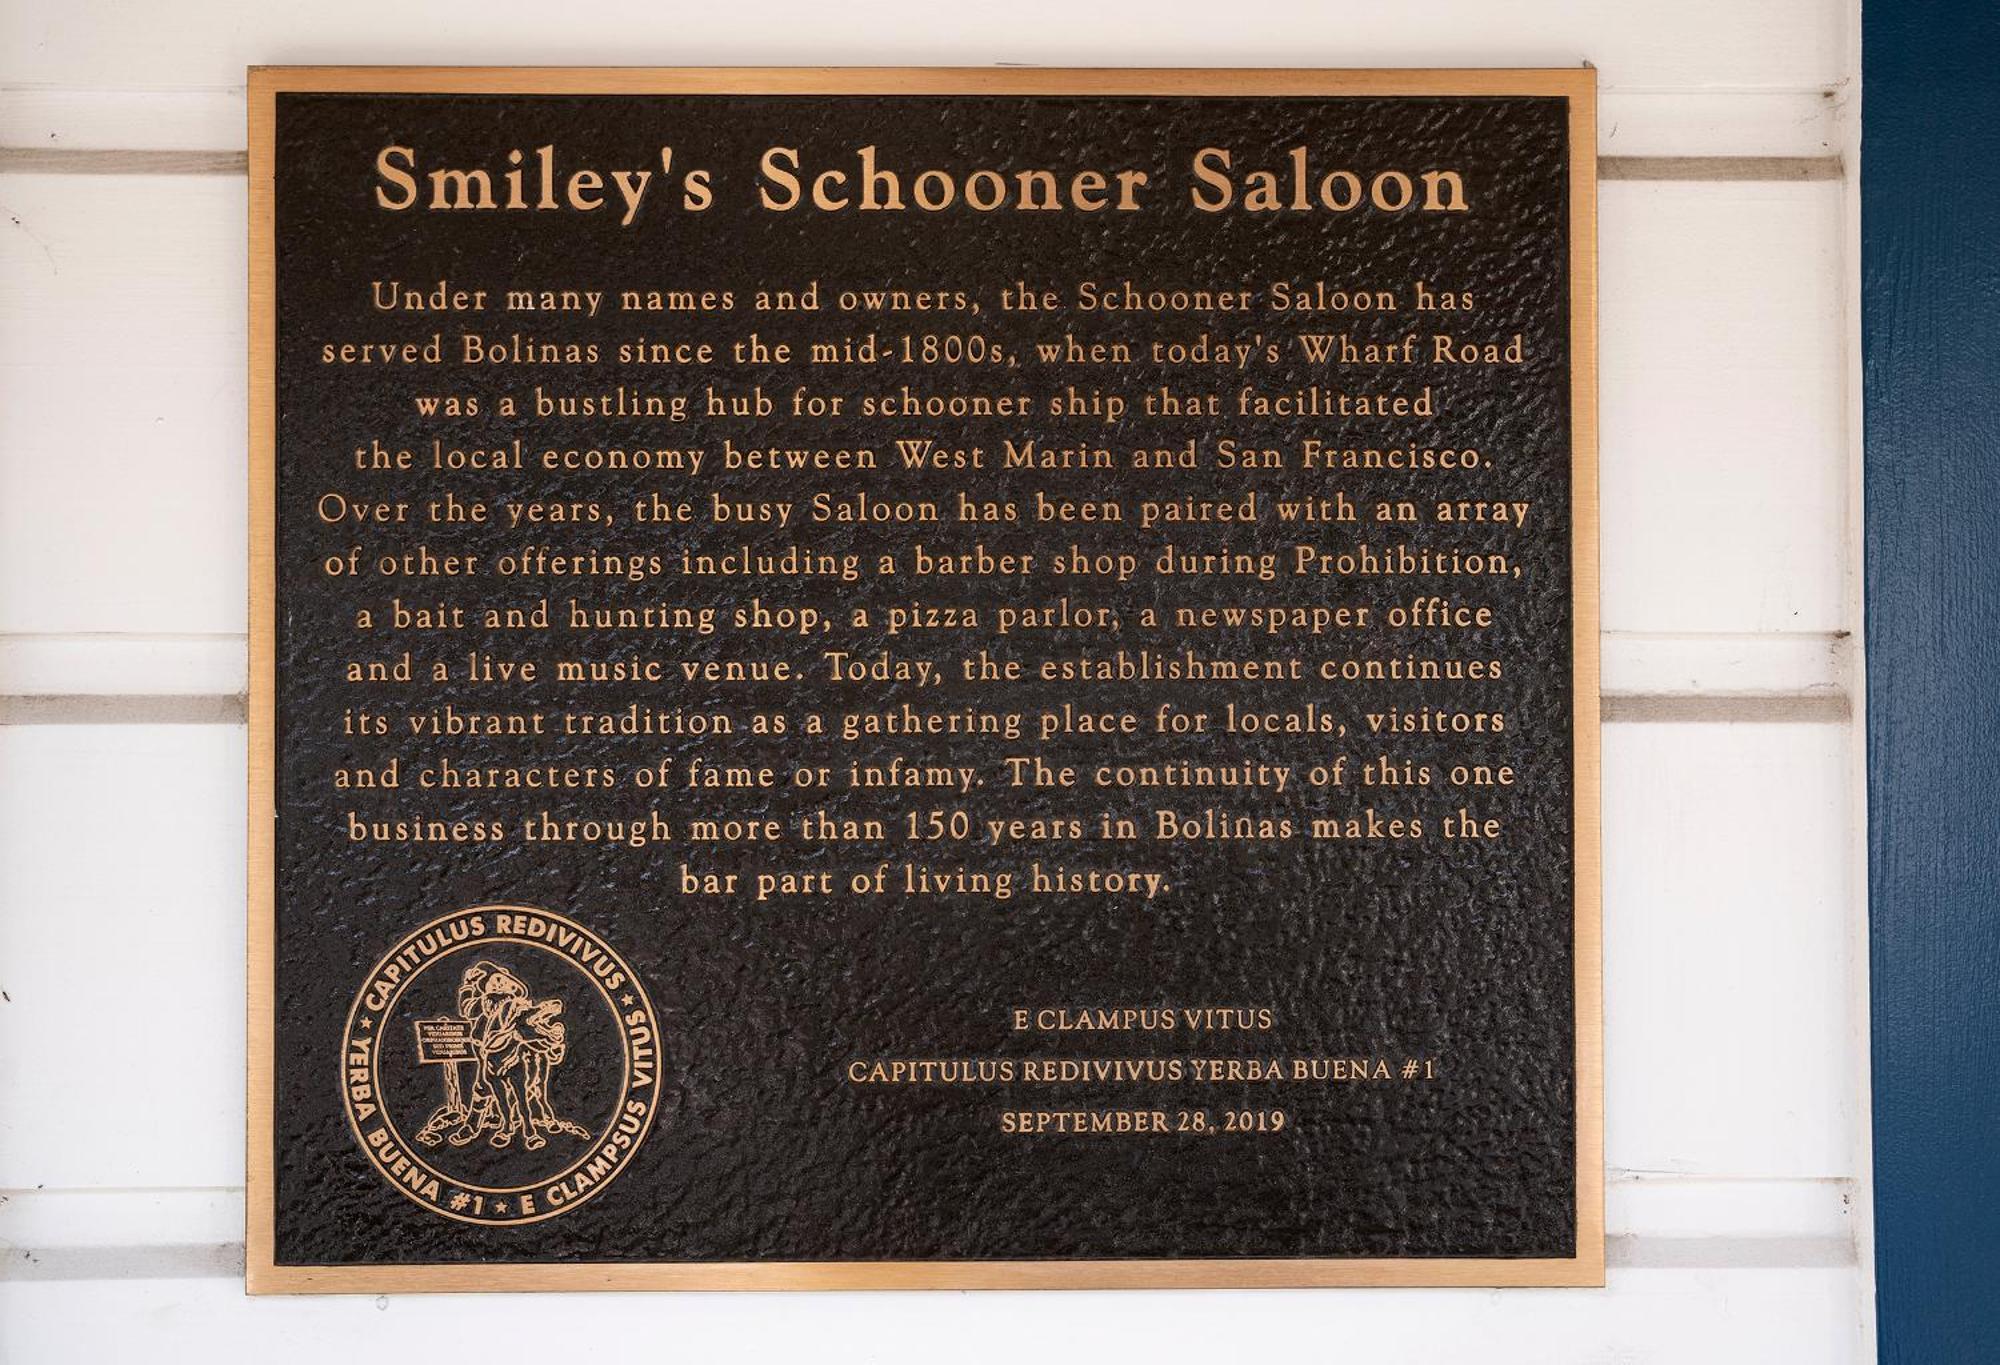 Smiley's Schooner Saloon
Under many names and owners, the Schooner Saloon has
served Bolinas since the mid-1800s, when today's Wharf Road
was a bustling hub for schooner ship that facilitated
the local economy between West Marin and San Francisco.
Over the years, the busy Saloon has been paired with an array
of other offerings including a barber shop during Prohibition,
a bait and hunting shop, a pizza parlor, a newspaper office
and a live music venue. Today, the establishment continues
its vibrant tradition as a gathering place for locals, visitors
and characters of fame or infamy. The continuity of this one
business through more than 150 years in Bolinas makes the
bar part of living history.
★ CAPITULUS REDIVIVUS ★ YERBA BUENA #1 ★ E CLAMPSUS VITUS
E CLAMPUS VITUS
CAPITULUS REDIVIVUS YERBA BUENA #1
SEPTEMBER 28, 2019